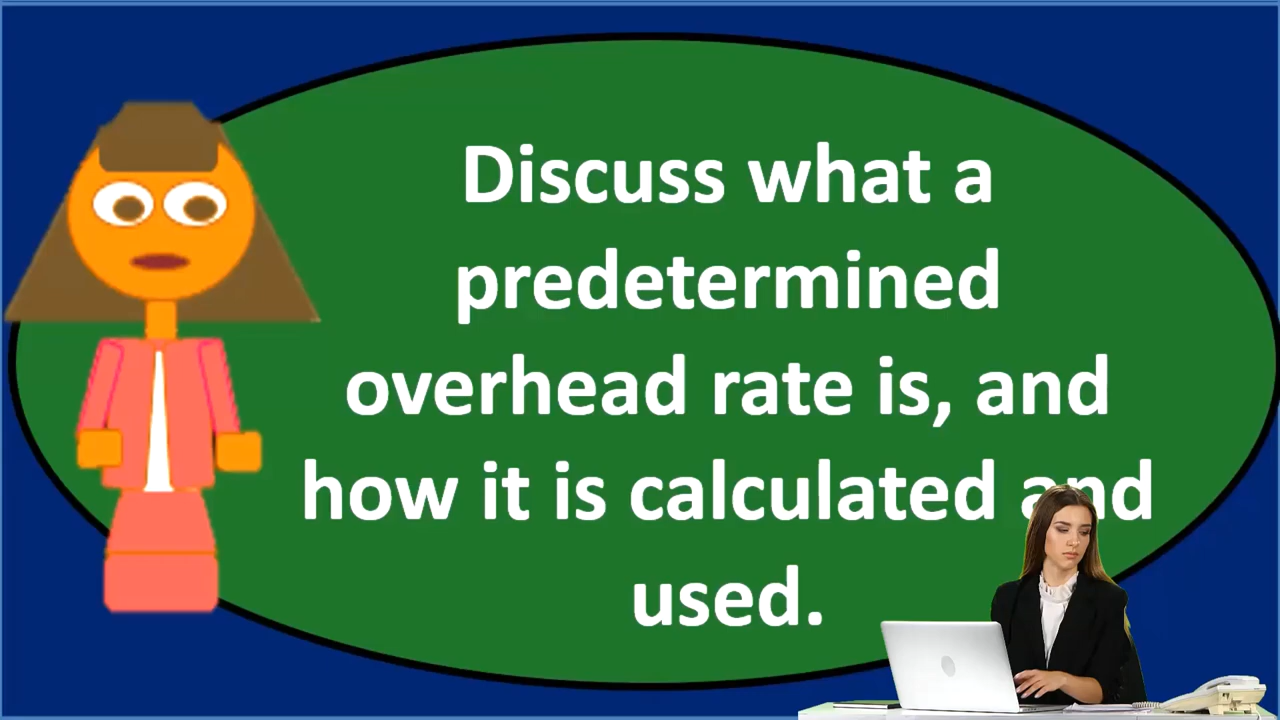 Discuss what a
predetermined
overhead rate is, and
how it is calculated and
used.